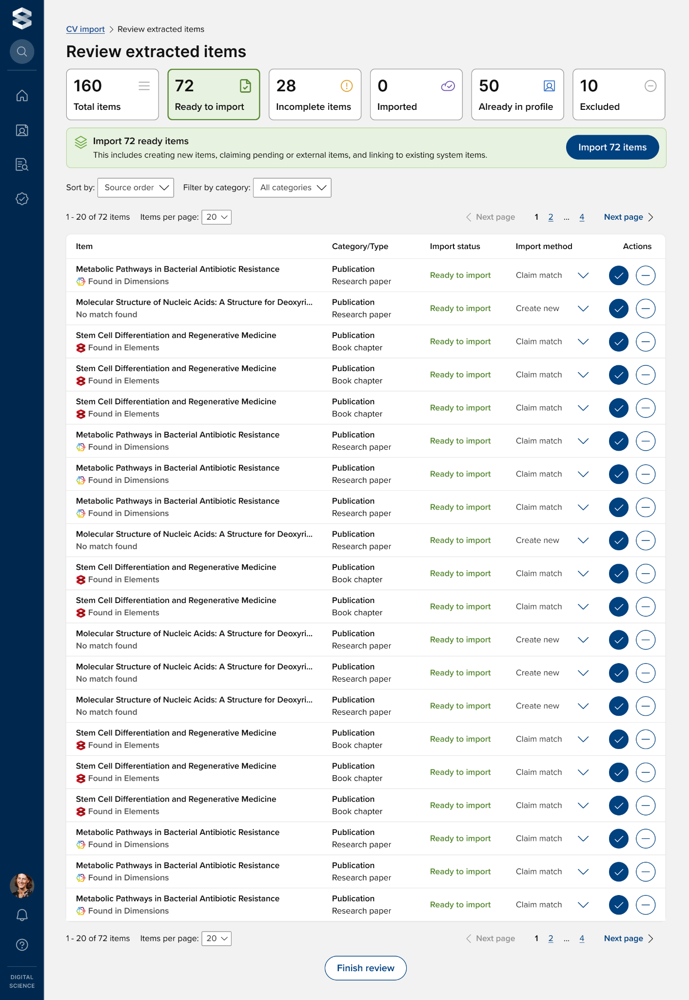 CV import > Review extracted items
Review extracted items
160
Total items
72
Ready to import
28
Incomplete items
0
Imported
50
Already in profile
10
Excluded
Import 72 ready items
This includes creating new items, claiming pending or external items, and linking to existing system items.
Import 72 items
Sort by: Source order Filter by category: All categories
1 - 20 of 72 items Items per page: 20 Next page 1 2 ... 4 Next page
Item Category/Type Import status Import method Actions
Metabolic Pathways in Bacterial Antibiotic Resistance Publication
Found in Dimensions Research paper Ready to import Claim match
Molecular Structure of Nucleic Acids: A Structure for Deoxyri... Publication
No match found Research paper Ready to import Create new
Stem Cell Differentiation and Regenerative Medicine Publication
Found in Elements Book chapter Ready to import Claim match
Stem Cell Differentiation and Regenerative Medicine Publication
Found in Elements Book chapter Ready to import Claim match
Stem Cell Differentiation and Regenerative Medicine Publication
Found in Elements Book chapter Ready to import Claim match
Metabolic Pathways in Bacterial Antibiotic Resistance Publication
Found in Dimensions Research paper Ready to import Claim match
Metabolic Pathways in Bacterial Antibiotic Resistance Publication
Found in Dimensions Research paper Ready to import Claim match
Metabolic Pathways in Bacterial Antibiotic Resistance Publication
Found in Dimensions Research paper Ready to import Claim match
Molecular Structure of Nucleic Acids: A Structure for Deoxyri... Publication
No match found Research paper Ready to import Create new
Stem Cell Differentiation and Regenerative Medicine Publication
Found in Elements Book chapter Ready to import Claim match
Stem Cell Differentiation and Regenerative Medicine Publication
Found in Elements Book chapter Ready to import Claim match
Molecular Structure of Nucleic Acids: A Structure for Deoxyri... Publication
No match found Research paper Ready to import Create new
Molecular Structure of Nucleic Acids: A Structure for Deoxyri... Publication
No match found Research paper Ready to import Create new
Molecular Structure of Nucleic Acids: A Structure for Deoxyri... Publication
No match found Research paper Ready to import Create new
Stem Cell Differentiation and Regenerative Medicine Publication
Found in Elements Book chapter Ready to import Claim match
Stem Cell Differentiation and Regenerative Medicine Publication
Found in Elements Book chapter Ready to import Claim match
Stem Cell Differentiation and Regenerative Medicine Publication
Found in Elements Book chapter Ready to import Claim match
Metabolic Pathways in Bacterial Antibiotic Resistance Publication
Found in Dimensions Research paper Ready to import Claim match
Metabolic Pathways in Bacterial Antibiotic Resistance Publication
Found in Dimensions Research paper Ready to import Claim match
Metabolic Pathways in Bacterial Antibiotic Resistance Publication
Found in Dimensions Research paper Ready to import Claim match
1 - 20 of 72 items Items per page: 20 Next page 1 2 ... 4 Next page
Finish review
DIGITAL
SCIENCE